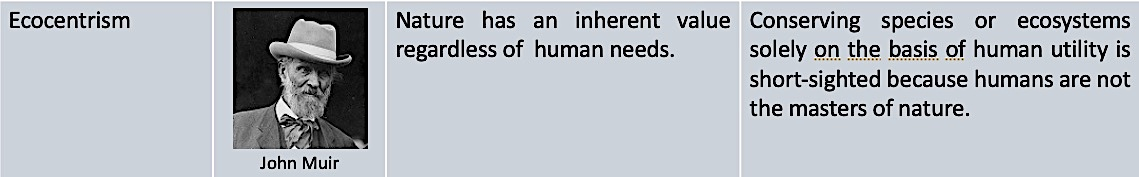 Ecocentrism
John Muir
Nature has an inherent value
regardless of human needs.
Conserving species or ecosystems
solely on the basis of human utility is
short-sighted because humans are not
the masters of nature.